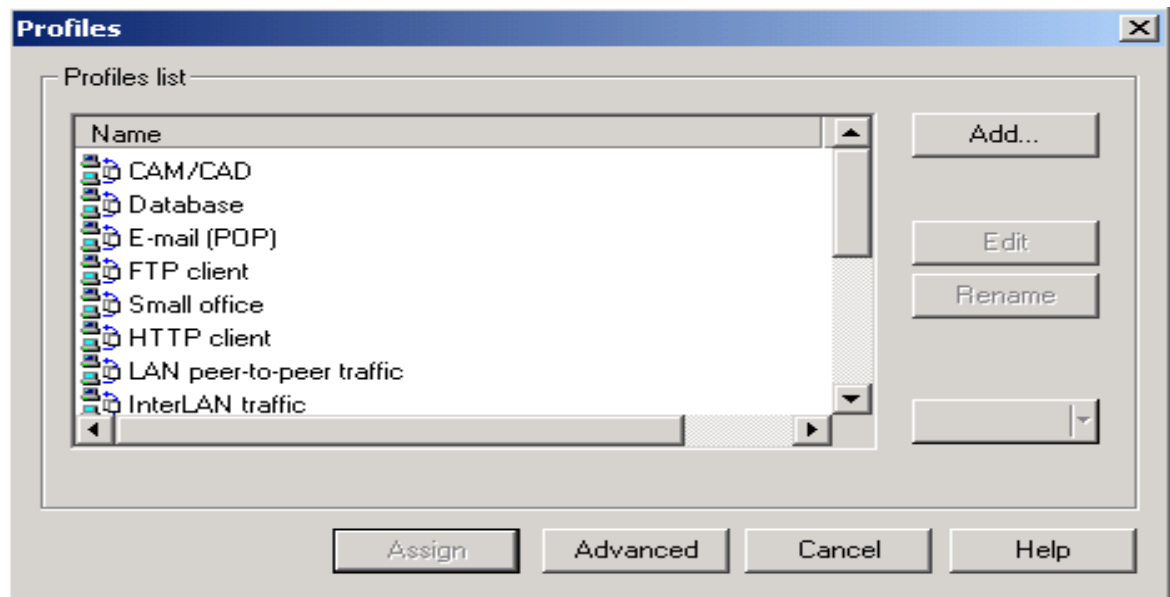 Profiles
Profiles list
Name
CAM/CAD
Database
E-mail (POP)
FTP client
Small office
HTTP client
LAN peer-to-peer traffic
InterLAN traffic
Add...
Edit
Rename
Assign
Advanced
Cancel
Help